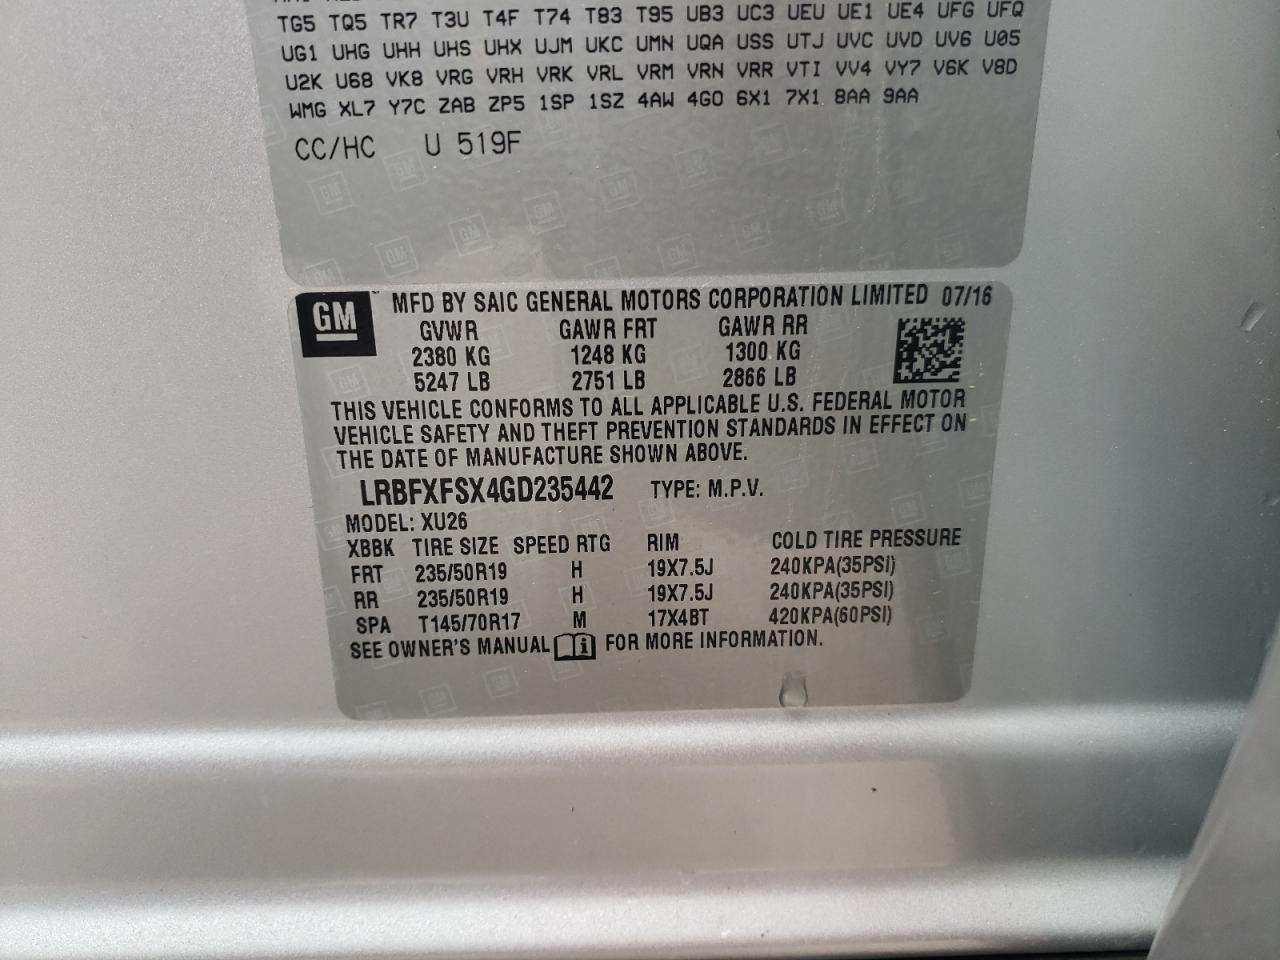 TG5 TQ5 TR7 T3U T4F T74 T83 T95 UB3 UC3 UEU UE1 UE4 UFG UFQ
UG1 UHG UHH UHS UHX UJM UKC UMN UQA USS UTJ UVC UVD UV6 U05
U2K U68 VK8 VRG VRH VRK VRL VRM VRN VRR VTI VV4 VY7 V6K V8D
WMG XL7 Y7C ZAB ZP5 1SP 1SZ 4AW 4GO 6X1 7X1 8AA 9AA
CC/HC U 519F
GM MFD BY SAIC GENERAL MOTORS CORPORATION LIMITED 07/16
GVWR GAWR FRT GAWR RR
2380 KG 1248 KG 1300 KG
5247 LB 2751 LB 2866 LB
THIS VEHICLE CONFORMS TO ALL APPLICABLE U.S. FEDERAL MOTOR
VEHICLE SAFETY AND THEFT PREVENTION STANDARDS IN EFFECT ON
THE DATE OF MANUFACTURE SHOWN ABOVE.
LRBFXFSX4GD235442 TYPE: M.P.V.
MODEL: XU26
XBBK TIRE SIZE SPEED RTG RIM COLD TIRE PRESSURE
FRT 235/50R19 H 19X7.5J 240KPA(35PSI)
RR 235/50R19 H 19X7.5J 240KPA(35PSI)
SPA T145/70R17 M 17X4BT 420KPA(60PSI)
SEE OWNER'S MANUAL FOR MORE INFORMATION.